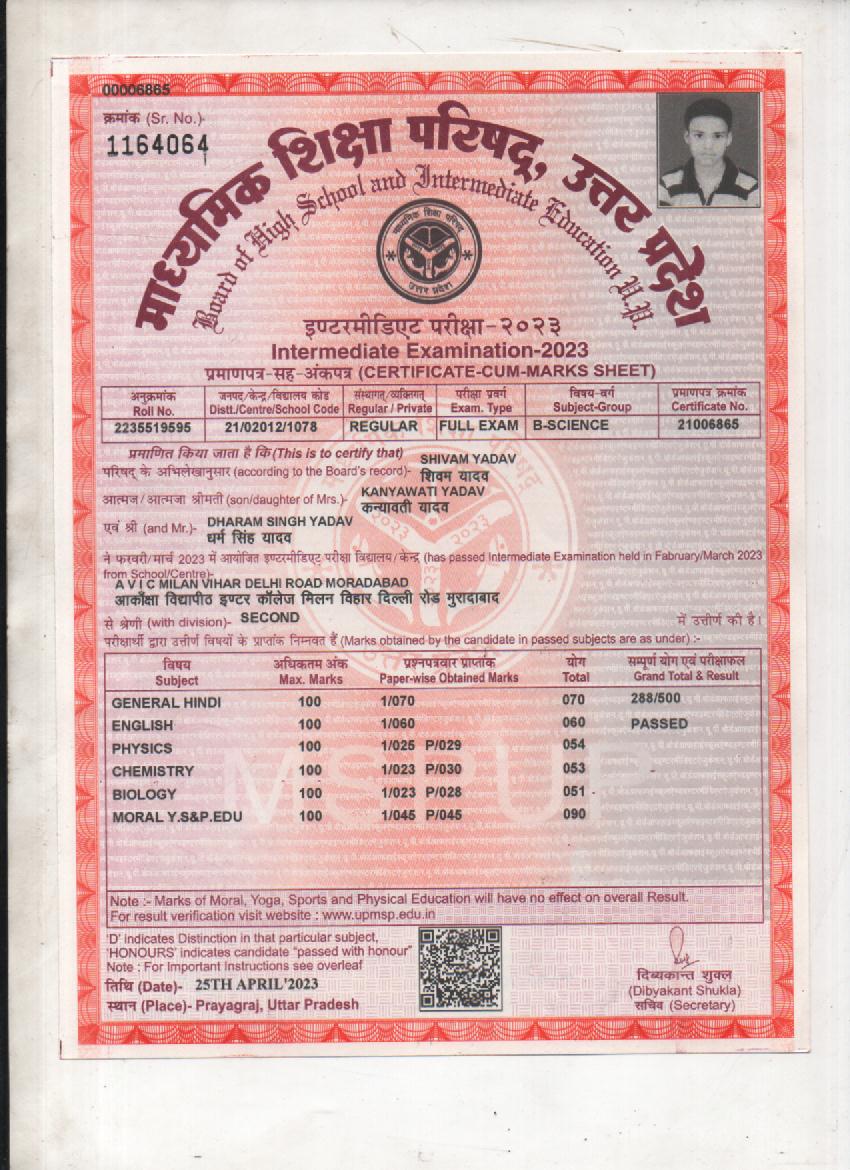 00006865
क्रमांक (Sr. No.)-
1164064
माध्यमिक शिक्षा परिषद्, उत्तर प्रदेश
Board of High School and Intermediate Education U.P.
माध्यमिक शिक्षा परिषद्
उत्तर प्रदेश
इण्टरमीडिएट परीक्षा-२०२३
Intermediate Examination-2023
प्रमाणपत्र-सह-अंकपत्र (CERTIFICATE-CUM-MARKS SHEET)
अनुक्रमांक जनपद/केन्द्र/विद्यालय कोड संस्थागत/व्यक्तिगत परीक्षा प्रवर्ग विषय-वर्ग प्रमाणपत्र क्रमांक
Roll No. Distt./Centre/School Code Regular / Private Exam. Type Subject-Group Certificate No.
2235519595 21/02012/1078 REGULAR FULL EXAM B-SCIENCE 21006865
प्रमाणित किया जाता है कि (This is to certify that) SHIVAM YADAV
परिषद् के अभिलेखानुसार (according to the Board's record)- शिवम यादव
आत्मज/आत्मजा श्रीमती (son/daughter of Mrs.)- KANYAWATI YADAV
कन्यावती यादव
एवं श्री (and Mr.)- DHARAM SINGH YADAV
धर्म सिंह यादव
ने फरवरी/मार्च 2023 में आयोजित इण्टरमीडिएट परीक्षा विद्यालय/केन्द्र (has passed Intermediate Examination held in Fabruary/March 2023
from School/Centre)-
A V I C MILAN VIHAR DELHI ROAD MORADABAD
आकाँक्षा विद्यापीठ इण्टर कॉलेज मिलन विहार दिल्ली रोड मुरादाबाद
से श्रेणी (with division)- SECOND में उत्तीर्ण की है।
परीक्षार्थी द्वारा उत्तीर्ण विषयों के प्राप्तांक निम्नवत हैं (Marks obtained by the candidate in passed subjects are as under) :-
विषय अधिकतम अंक प्रश्नपत्रवार प्राप्तांक योग सम्पूर्ण योग एवं परीक्षाफल
Subject Max. Marks Paper-wise Obtained Marks Total Grand Total & Result
GENERAL HINDI 100 1/070 070 288/500
ENGLISH 100 1/060 060 PASSED
PHYSICS 100 1/025 P/029 054
CHEMISTRY 100 1/023 P/030 053
BIOLOGY 100 1/023 P/028 051
MORAL Y.S&P.EDU 100 1/045 P/045 090
MSPUP
Note :- Marks of Moral, Yoga, Sports and Physical Education will have no effect on overall Result.
For result verification visit website : www.upmsp.edu.in
'D' indicates Distinction in that particular subject,
'HONOURS' indicates candidate "passed with honour"
Note : For Important Instructions see overleaf
तिथि (Date)- 25TH APRIL'2023
स्थान (Place)- Prayagraj, Uttar Pradesh
दिब्यकान्त शुक्ल
(Dibyakant Shukla)
सचिव (Secretary)